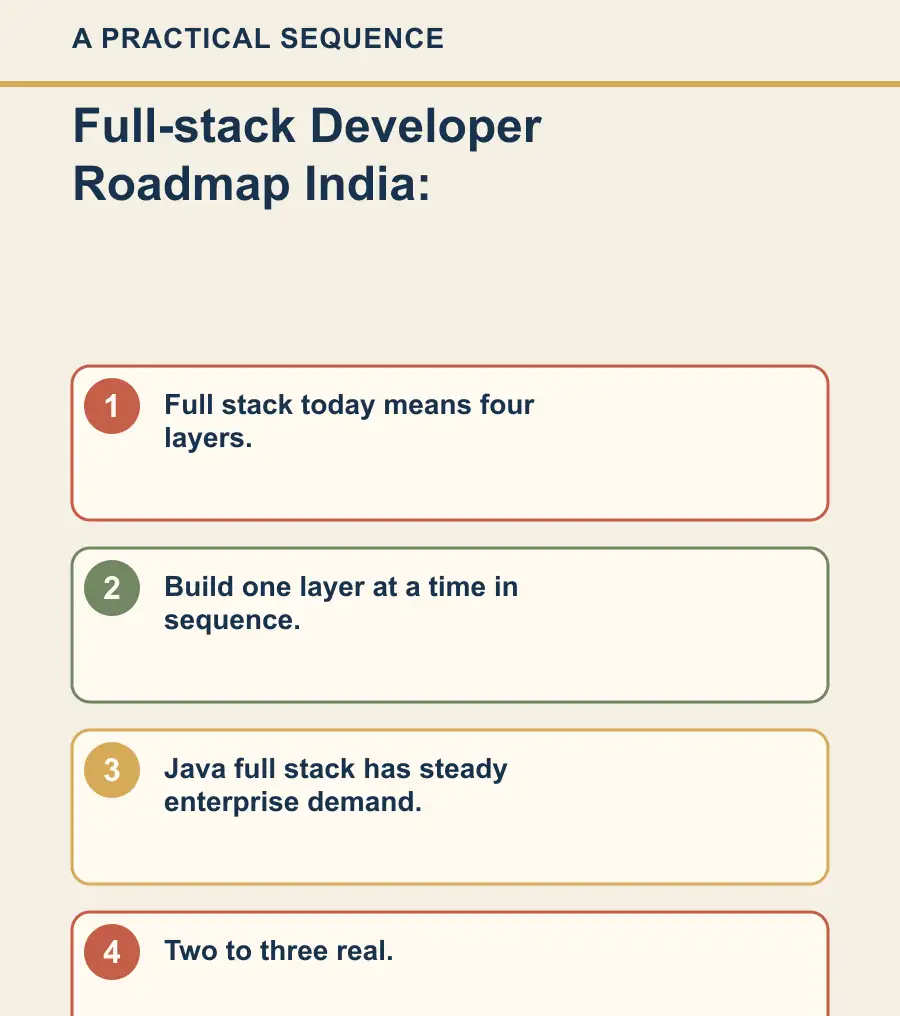 A PRACTICAL SEQUENCE
Full-stack Developer
Roadmap India:
1
Full stack today means four
layers.
2
Build one layer at a time in
sequence.
3
Java full stack has steady
enterprise demand.
4
Two to three real.